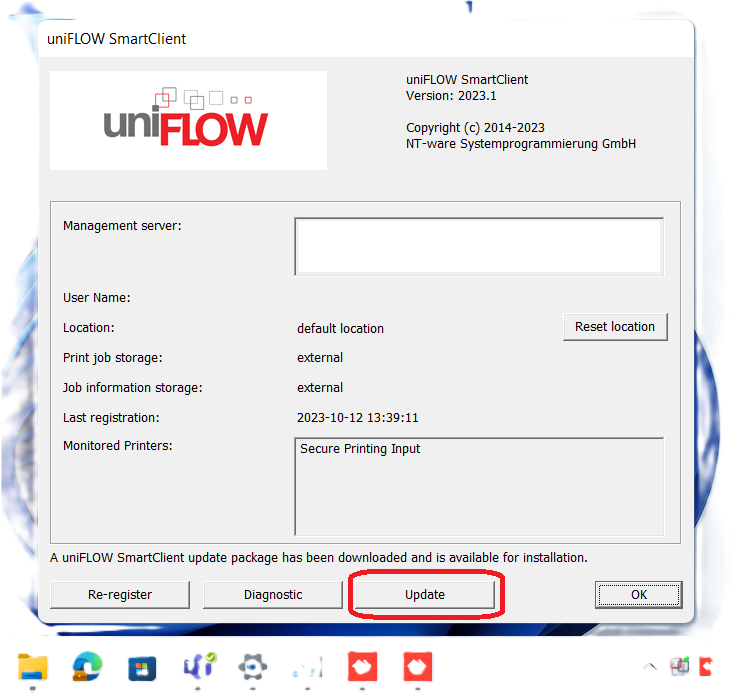 uniFLOW SmartClient
uniFLOW
uniFLOW SmartClient
Version: 2023.1
Copyright (c) 2014-2023
NT-ware Systemprogrammierung GmbH
Management server:
User Name:
Location:
default location
Reset location
Print job storage:
external
Job information storage:
external
Last registration:
2023-10-12 13:39:11
Monitored Printers:
Secure Printing Input
A uniFLOW SmartClient update package has been downloaded and is available for installation.
Re-register
Diagnostic
Update
OK